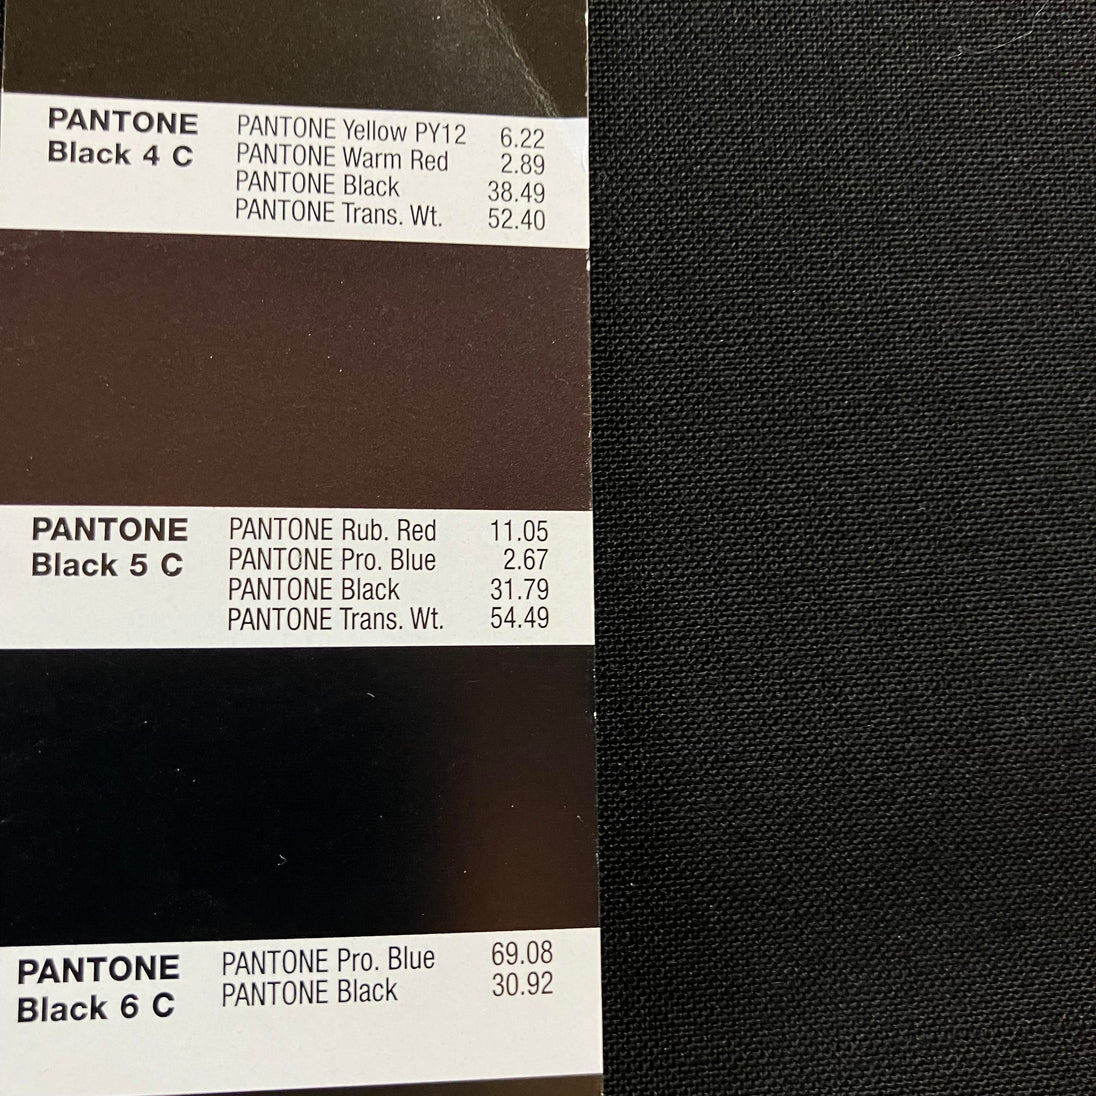 PANTONE
Black 4 C
PANTONE Yellow PY12 6.22
PANTONE Warm Red 2.89
PANTONE Black 38.49
PANTONE Trans. Wt. 52.40
PANTONE
Black 5 C
PANTONE Rub. Red 11.05
PANTONE Pro. Blue 2.67
PANTONE Black 31.79
PANTONE Trans. Wt. 54.49
PANTONE
Black 6 C
PANTONE Pro. Blue 69.08
PANTONE Black 30.92